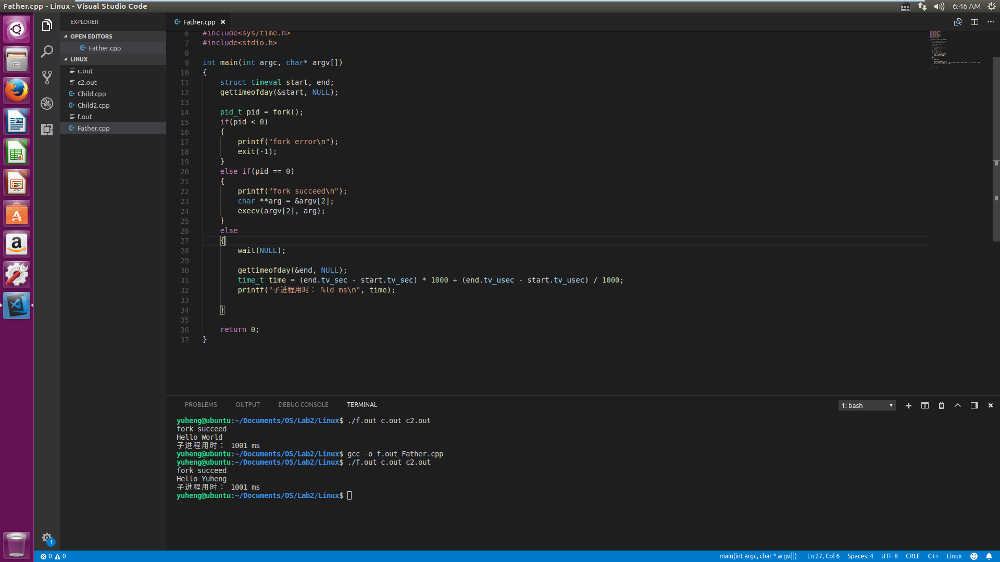 Father.cpp - Linux - Visual Studio Code
6:46 AM
EXPLORER
OPEN EDITORS
Father.cpp
LINUX
c.out
c2.out
Child.cpp
Child2.cpp
f.out
Father.cpp
Father.cpp
6 #include<sys/time.h>
7 #include<stdio.h>
8
9 int main(int argc, char* argv[])
10 {
11     struct timeval start, end;
12     gettimeofday(&start, NULL);
13
14     pid_t pid = fork();
15     if(pid < 0)
16     {
17         printf("fork error\n");
18         exit(-1);
19     }
20     else if(pid == 0)
21     {
22         printf("fork succeed\n");
23         char **arg = &argv[2];
24         execv(argv[2], arg);
25     }
26     else
27     {
28         wait(NULL);
29
30         gettimeofday(&end, NULL);
31         time_t time = (end.tv_sec - start.tv_sec) * 1000 + (end.tv_usec - start.tv_usec) / 1000;
32         printf("子进程用时： %ld ms\n", time);
33
34     }
35
36     return 0;
37 }
PROBLEMS OUTPUT DEBUG CONSOLE TERMINAL
1: bash
yuheng@ubuntu:~/Documents/OS/Lab2/Linux$ ./f.out c.out c2.out
fork succeed
Hello World
子进程用时： 1001 ms
yuheng@ubuntu:~/Documents/OS/Lab2/Linux$ gcc -o f.out Father.cpp
yuheng@ubuntu:~/Documents/OS/Lab2/Linux$ ./f.out c.out c2.out
fork succeed
Hello Yuheng
子进程用时： 1001 ms
yuheng@ubuntu:~/Documents/OS/Lab2/Linux$
1
0 0
main(int argc, char * argv[]) Ln 27, Col 6 Spaces: 4 UTF-8 CRLF C++ Linux